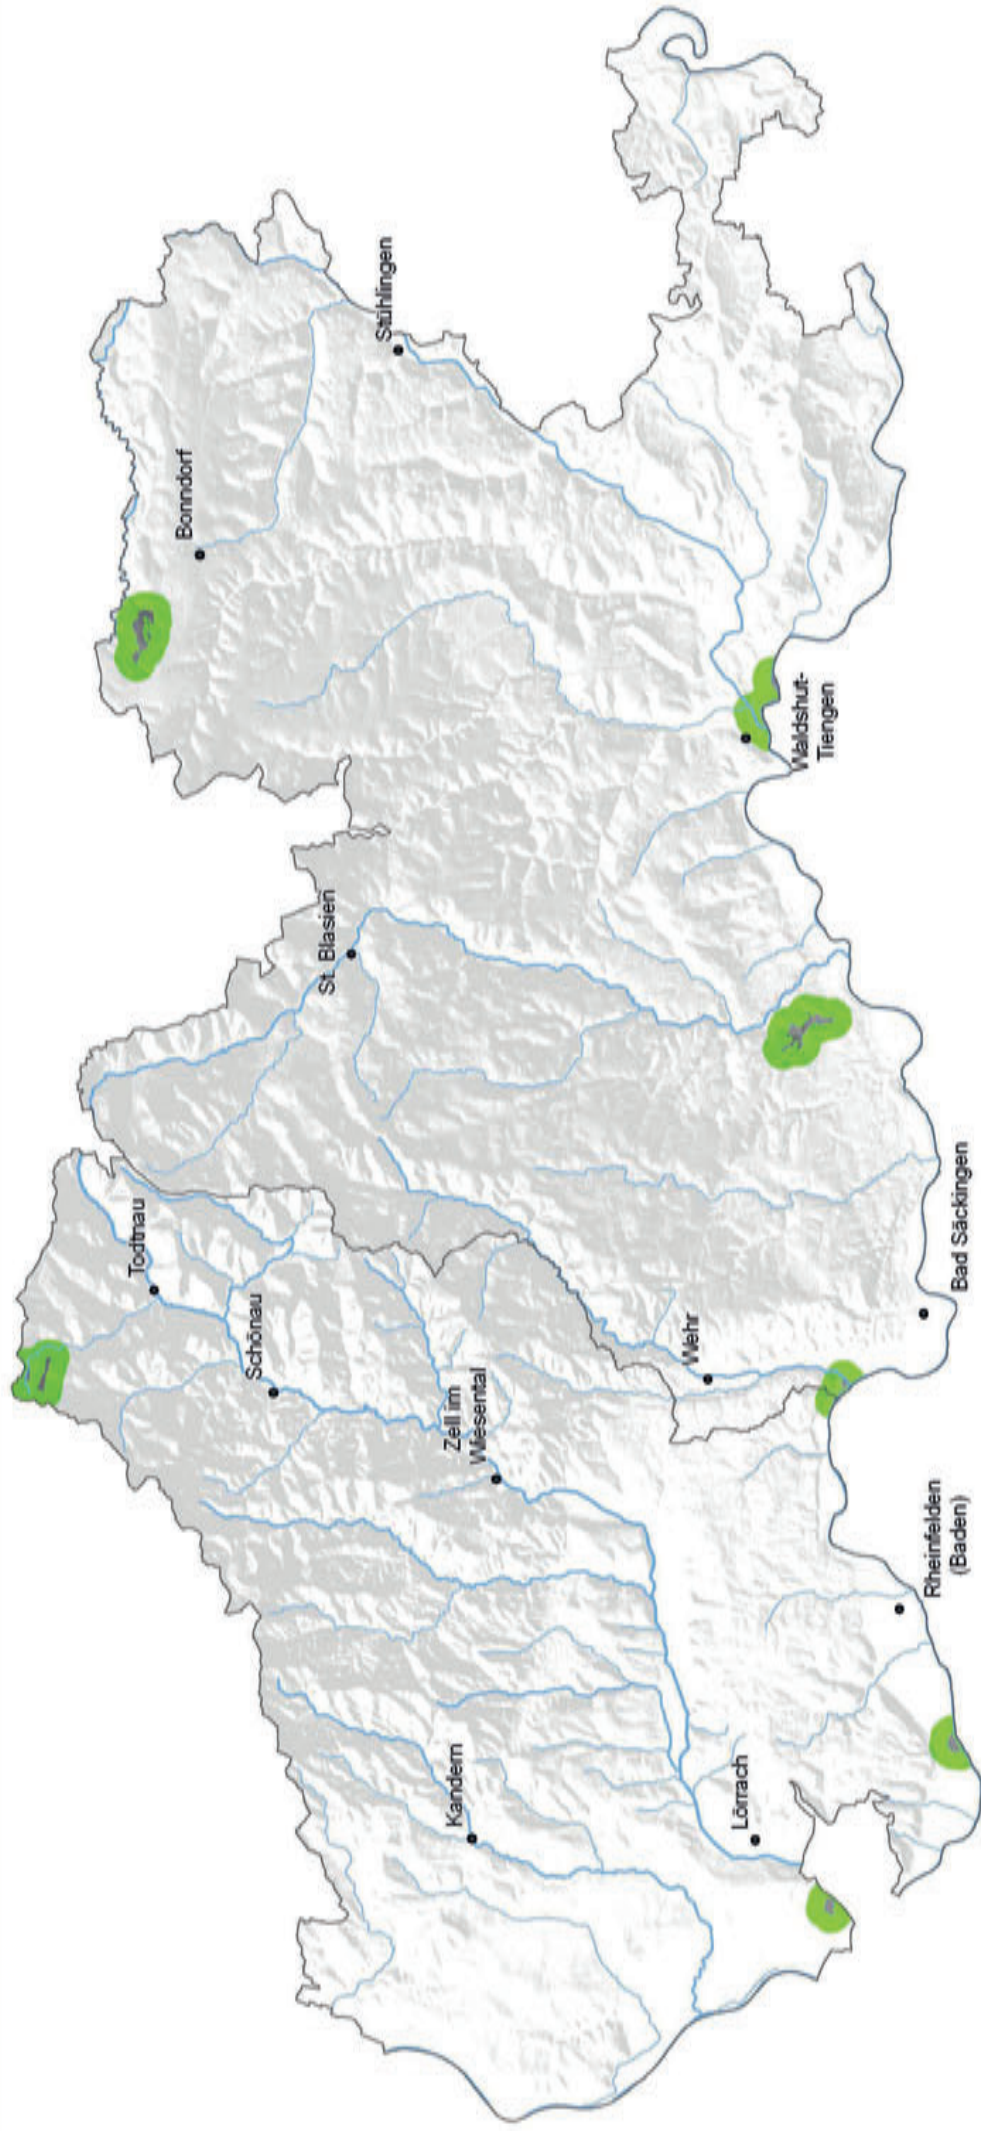 Todtnau
Schönau
Bonndorf
St. Blasien
Stühlingen
Kandern
Zell im
Wiesental
Wehr
Lörrach
Waldshut-
Tiengen
Rheinfelden
(Baden)
Bad Säckingen